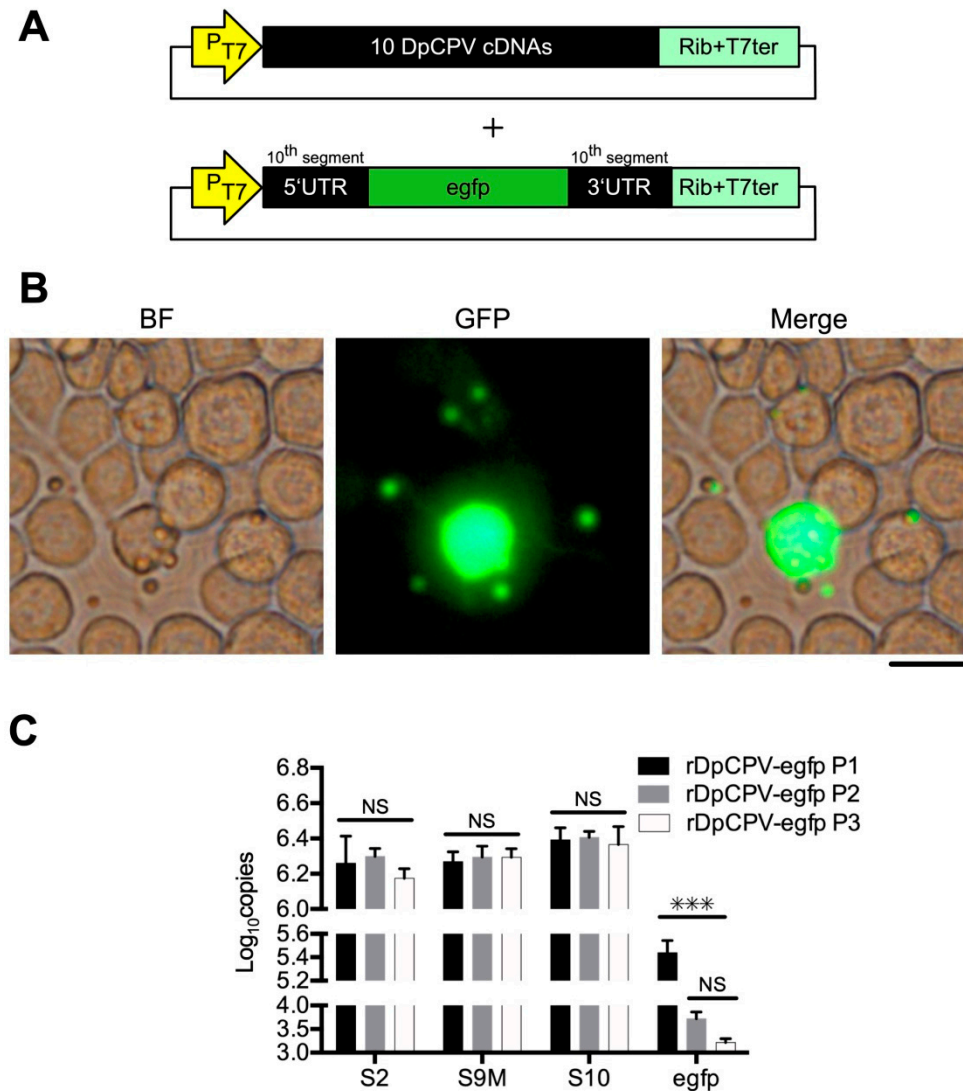 A
PT7 10 DpCPV cDNAs Rib+T7ter
+
10th segment 10th segment
PT7 5'UTR egfp 3'UTR Rib+T7ter
B
BF GFP Merge
C
Log10copies
6.8
6.6
6.4
6.2
6.0
5.6
5.4
5.2
4.0
3.5
3.0
NS NS NS *** NS
rDpCPV-egfp P1
rDpCPV-egfp P2
rDpCPV-egfp P3
S2 S9M S10 egfp